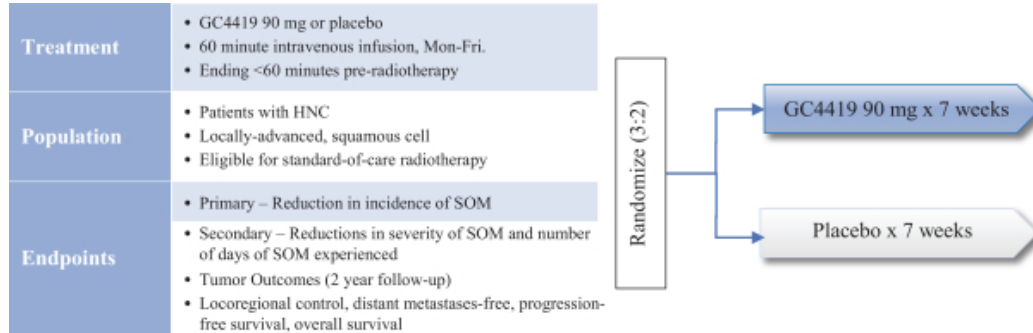 Treatment
• GC4419 90 mg or placebo
• 60 minute intravenous infusion, Mon-Fri.
• Ending <60 minutes pre-radiotherapy
Population
• Patients with HNC
• Locally-advanced, squamous cell
• Eligible for standard-of-care radiotherapy
Endpoints
• Primary – Reduction in incidence of SOM
• Secondary – Reductions in severity of SOM and number
of days of SOM experienced
• Tumor Outcomes (2 year follow-up)
• Locoregional control, distant metastases-free, progression-
free survival, overall survival
Randomize (3:2)
GC4419 90 mg x 7 weeks
Placebo x 7 weeks